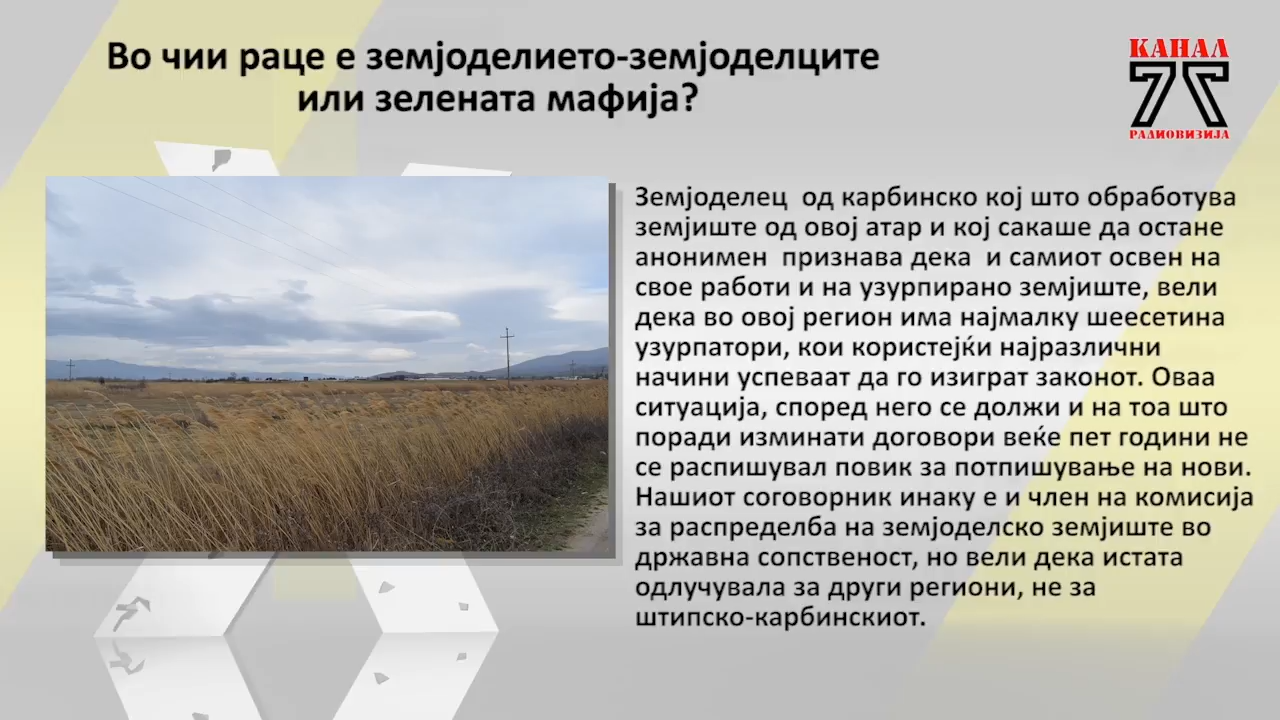 Во чии раце е земјоделието-земјоделците
или зелената мафија?
КАНАЛ
77
РАДИОВИЗИЈА
Земјоделец од карбинско кој што обработува
земјиште од овој атар и кој сакаше да остане
анонимен признава дека и самиот освен на
свое работи и на узурпирано земјиште, вели
дека во овој регион има најмалку шеесетина
узурпатори, кои користејќи најразлични
начини успеваат да го изиграт законот. Оваа
ситуација, според него се должи и на тоа што
поради изминати договори веќе пет години не
се распишувал повик за потпишување на нови.
Нашиот соговорник инаку е и член на комисија
за распределба на земјоделско земјиште во
државна сопственост, но вели дека истата
одлучувала за други региони, не за
штипско-карбинскиот.